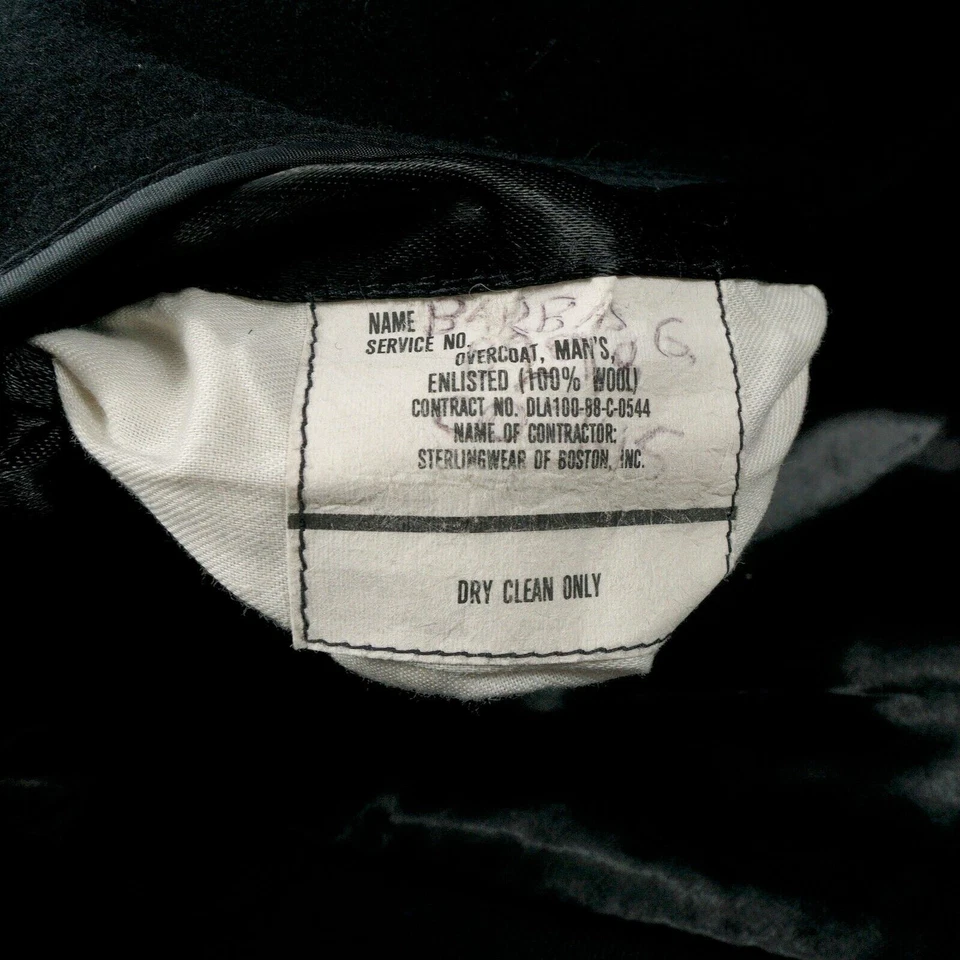 NAME BARBAS G
SERVICE NO.
OVERCOAT, MAN'S,
ENLISTED (100% WOOL)
CONTRACT NO. DLA100-88-C-0544
NAME OF CONTRACTOR:
STERLINGWEAR OF BOSTON, INC.
DRY CLEAN ONLY